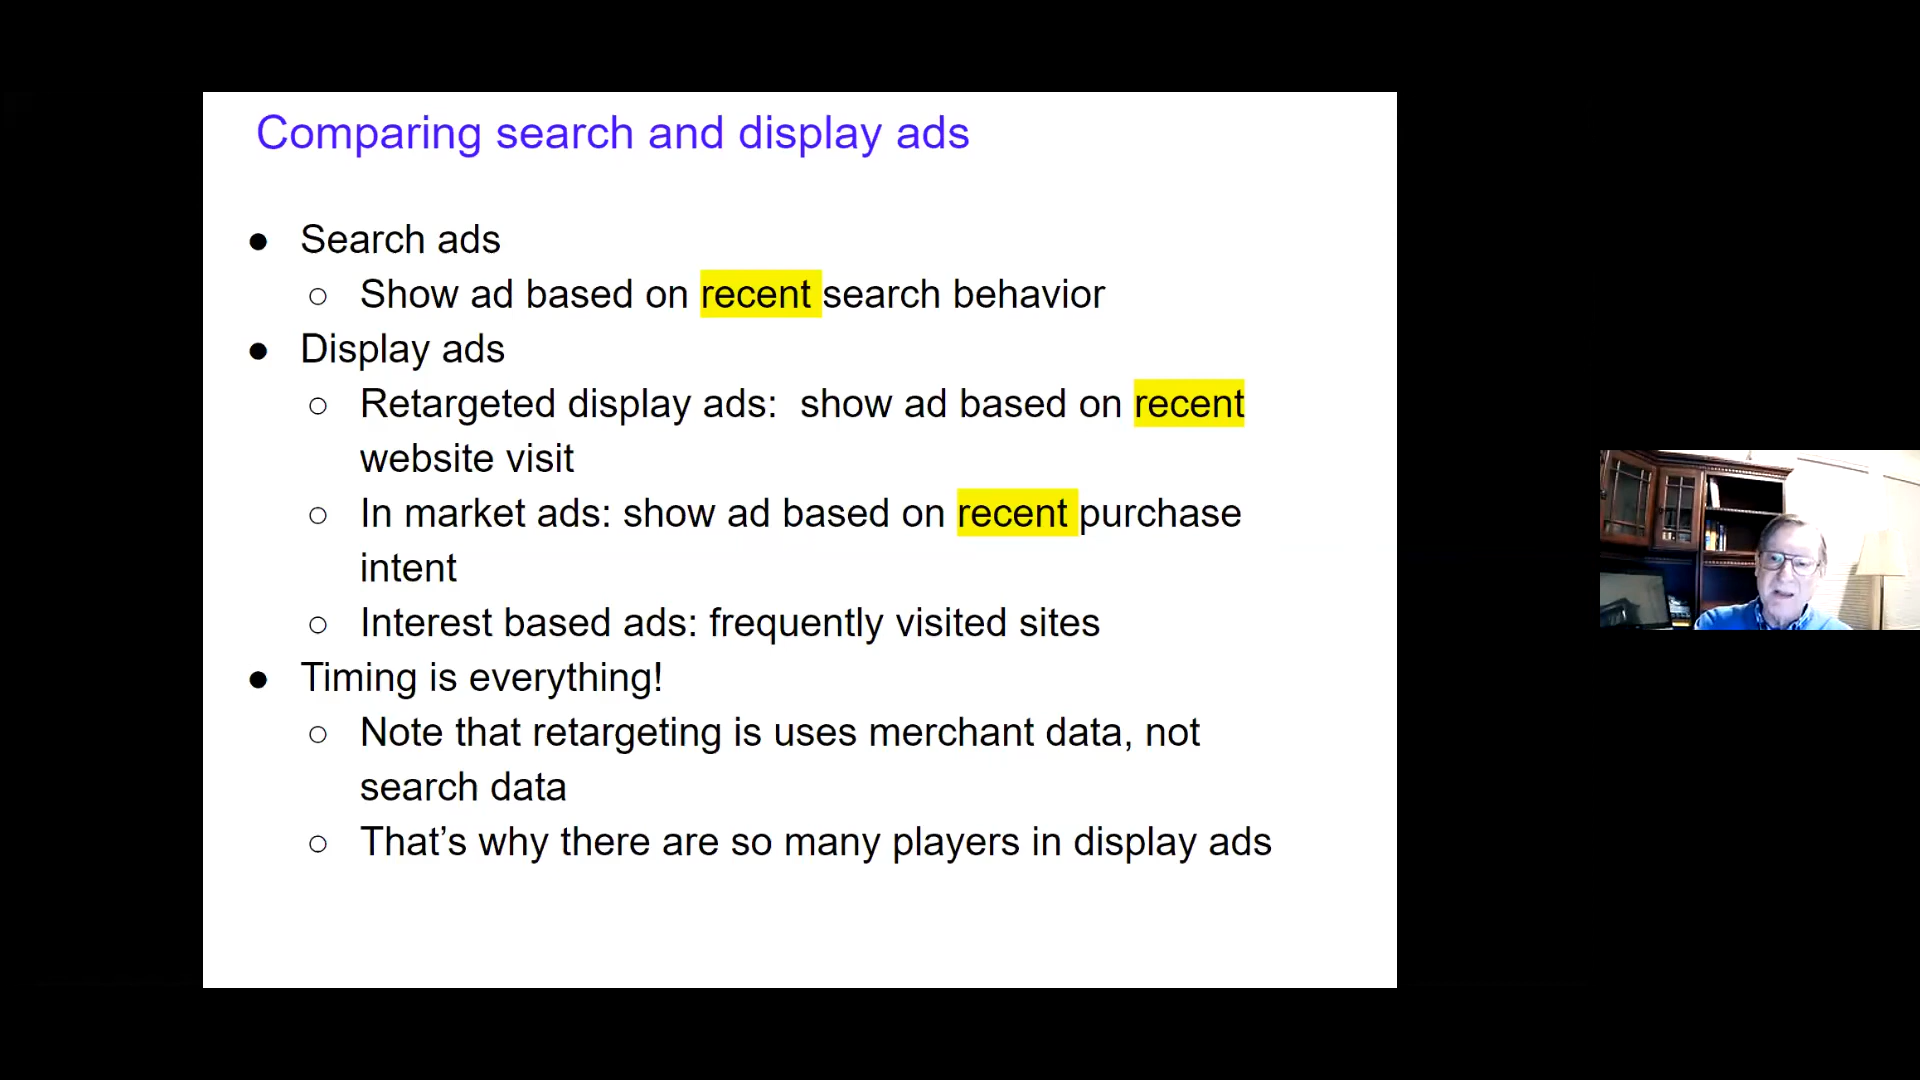 Comparing search and display ads
● Search ads
○ Show ad based on recent search behavior
● Display ads
○ Retargeted display ads:  show ad based on recent
website visit
○ In market ads: show ad based on recent purchase
intent
○ Interest based ads: frequently visited sites
● Timing is everything!
○ Note that retargeting is uses merchant data, not
search data
○ That’s why there are so many players in display ads